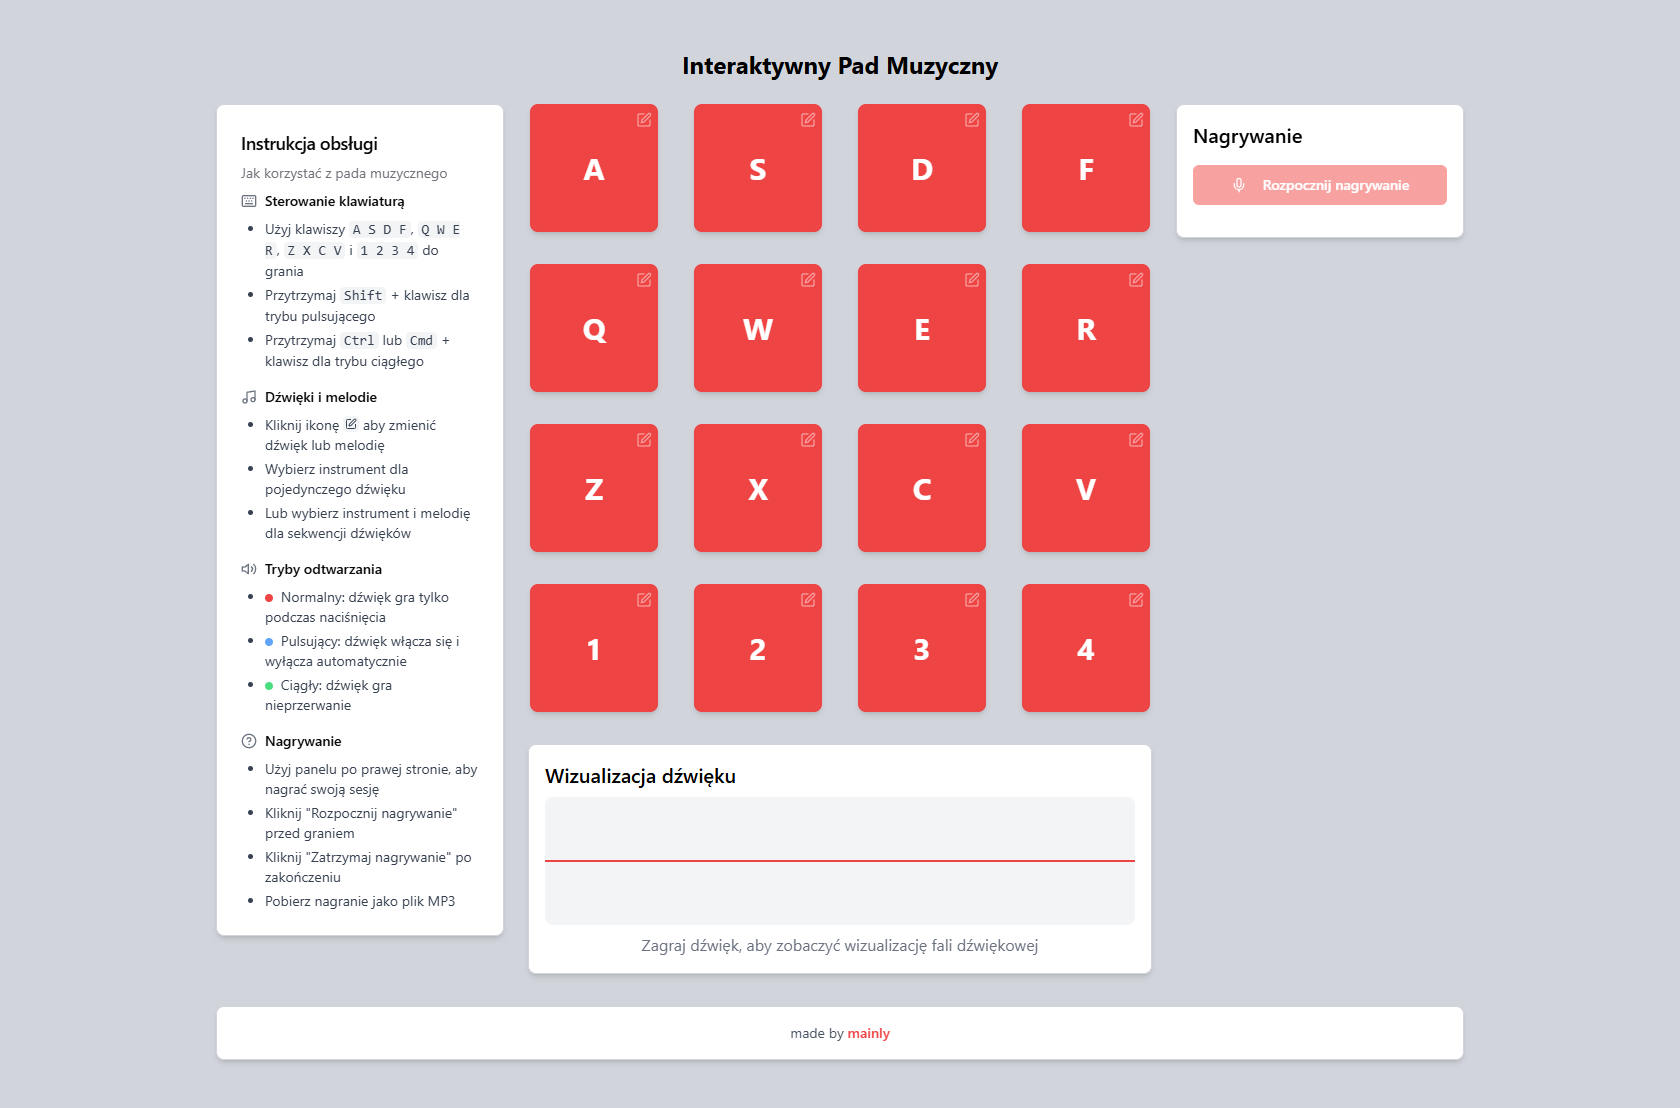 Interaktywny Pad Muzyczny
Instrukcja obsługi
Jak korzystać z pada muzycznego
Sterowanie klawiaturą
Użyj klawiszy A S D F, Q W E
R, Z X C V i 1 2 3 4 do
grania
Przytrzymaj Shift + klawisz dla
trybu pulsującego
Przytrzymaj Ctrl lub Cmd +
klawisz dla trybu ciągłego
Dźwięki i melodie
Kliknij ikonę aby zmienić
dźwięk lub melodię
Wybierz instrument dla
pojedynczego dźwięku
Lub wybierz instrument i melodię
dla sekwencji dźwięków
Tryby odtwarzania
Normalny: dźwięk gra tylko
podczas naciśnięcia
Pulsujący: dźwięk włącza się i
wyłącza automatycznie
Ciągły: dźwięk gra
nieprzerwanie
Nagrywanie
Użyj panelu po prawej stronie, aby
nagrać swoją sesję
Kliknij "Rozpocznij nagrywanie"
przed graniem
Kliknij "Zatrzymaj nagrywanie" po
zakończeniu
Pobierz nagranie jako plik MP3
A S D F
Q W E R
Z X C V
1 2 3 4
Wizualizacja dźwięku
Zagraj dźwięk, aby zobaczyć wizualizację fali dźwiękowej
Nagrywanie
Rozpocznij nagrywanie
made by mainly